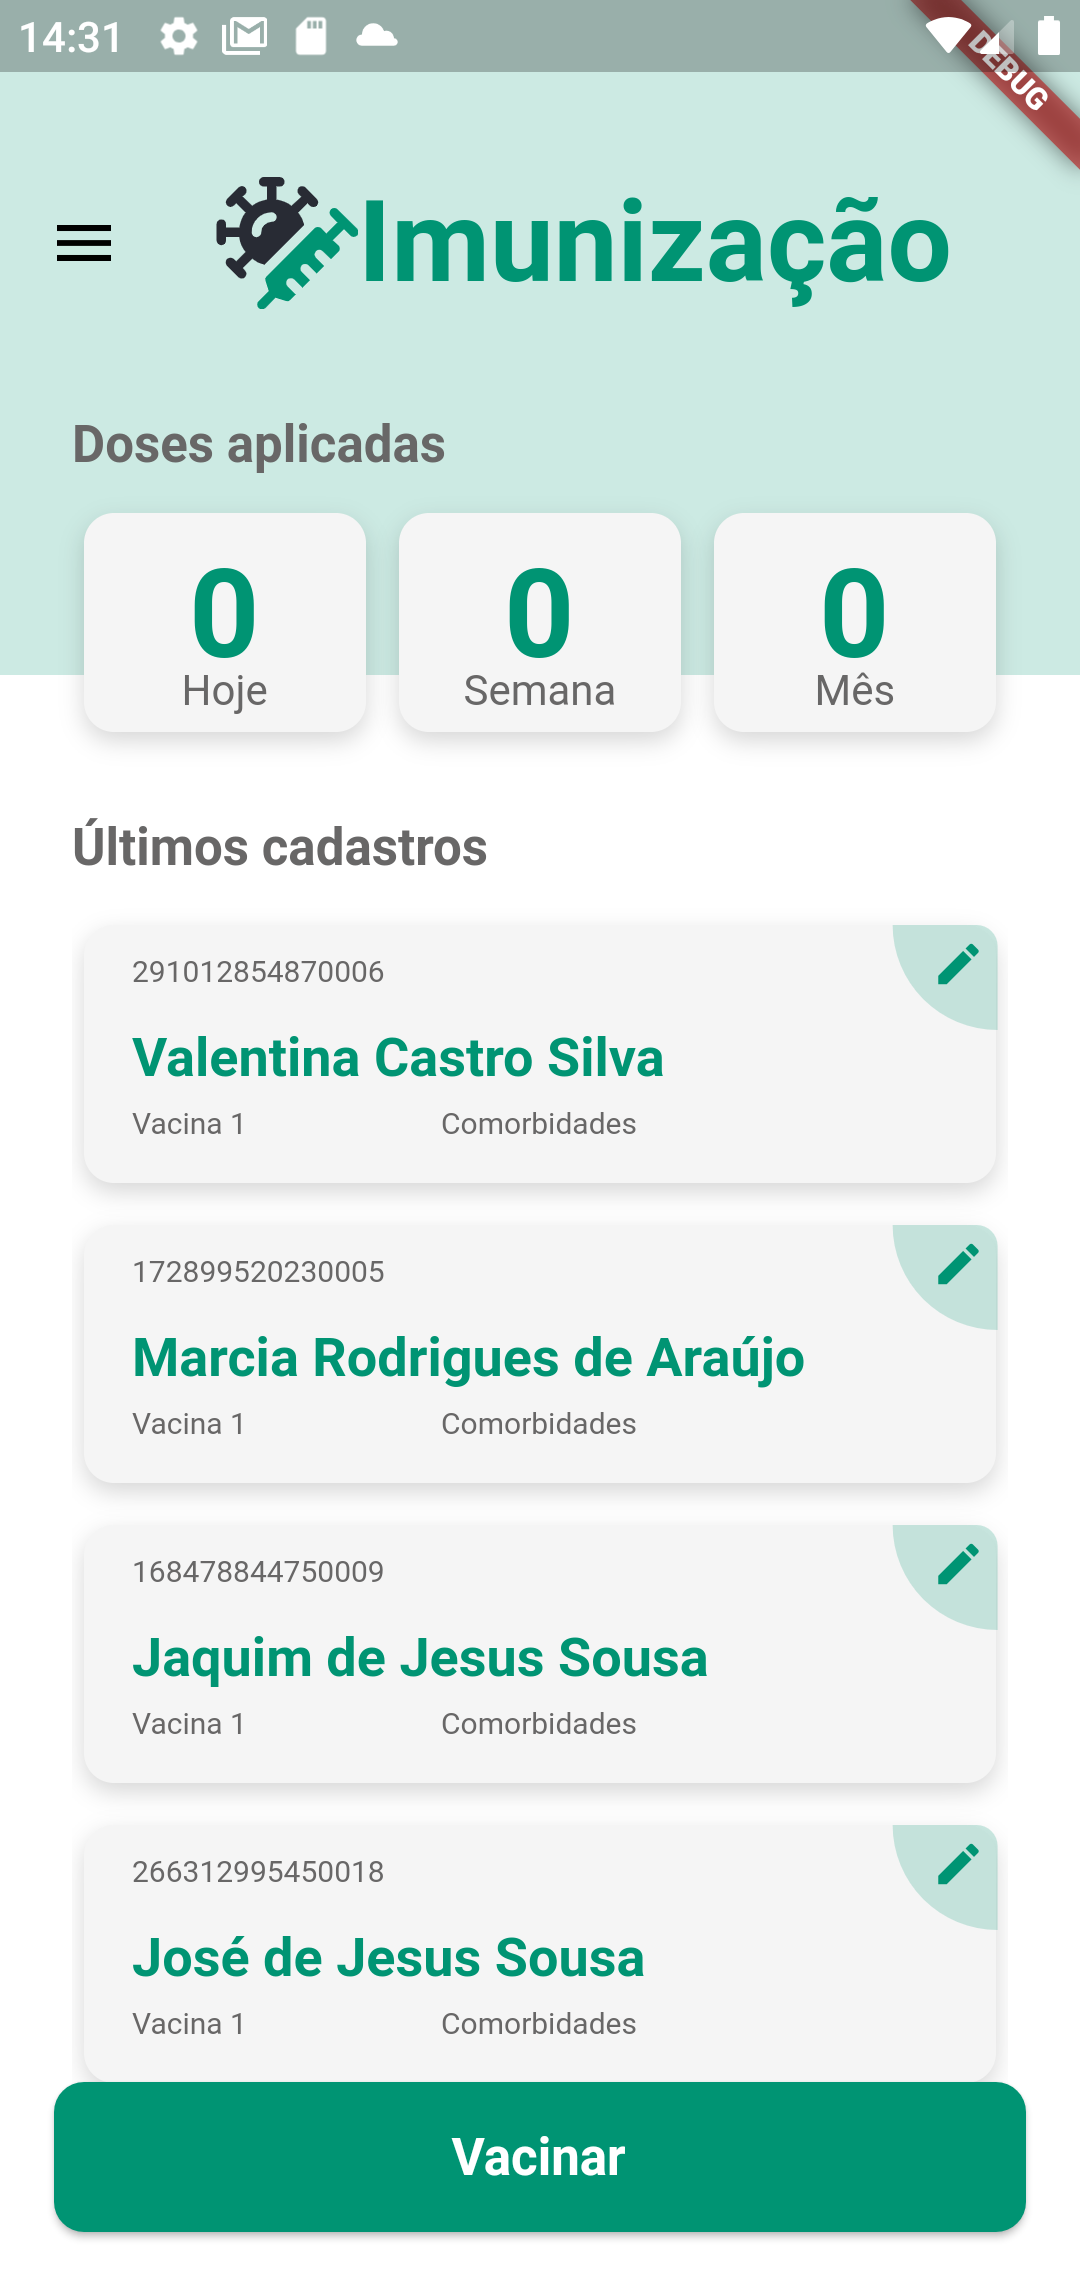 14:31
DEBUG
Imunização
Doses aplicadas
0 0 0
Hoje Semana Mês
Últimos cadastros
291012854870006
Valentina Castro Silva
Vacina 1 Comorbidades
172899520230005
Marcia Rodrigues de Araújo
Vacina 1 Comorbidades
168478844750009
Jaquim de Jesus Sousa
Vacina 1 Comorbidades
266312995450018
José de Jesus Sousa
Vacina 1 Comorbidades
Vacinar